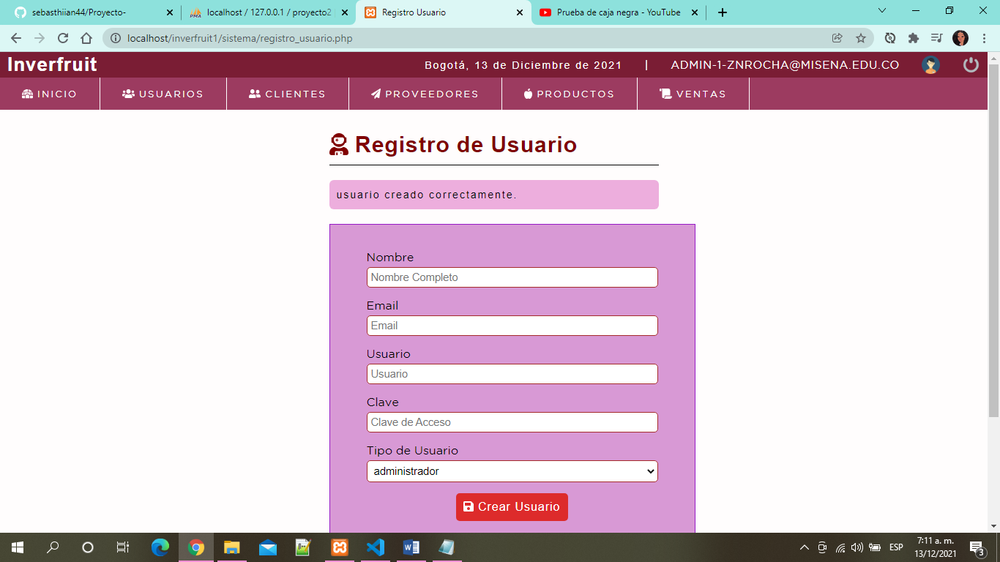 sebasthiian44/Proyecto-
localhost / 127.0.0.1 / proyecto2
Registro Usuario
Prueba de caja negra - YouTube
localhost/inverfruit1/sistema/registro_usuario.php
Inverfruit
Bogotá, 13 de Diciembre de 2021 | ADMIN-1-ZNROCHA@MISENA.EDU.CO
INICIO USUARIOS CLIENTES PROVEEDORES PRODUCTOS VENTAS
Registro de Usuario
usuario creado correctamente.
Nombre
Nombre Completo
Email
Email
Usuario
Usuario
Clave
Clave de Acceso
Tipo de Usuario
administrador
Crear Usuario
ESP
7:11 a. m.
13/12/2021
3